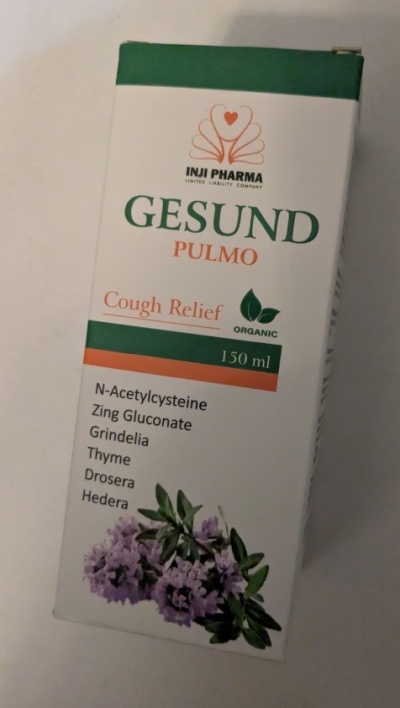 INJI PHARMA
LIMITED LIABILITY COMPANY
GESUND
PULMO
Cough Relief
ORGANIC
150 ml
N-Acetylcysteine
Zing Gluconate
Grindelia
Thyme
Drosera
Hedera